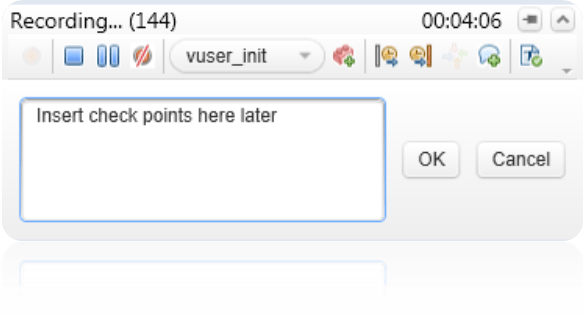 Recording... (144) 00:04:06
vuser_init
Insert check points here later
OK Cancel